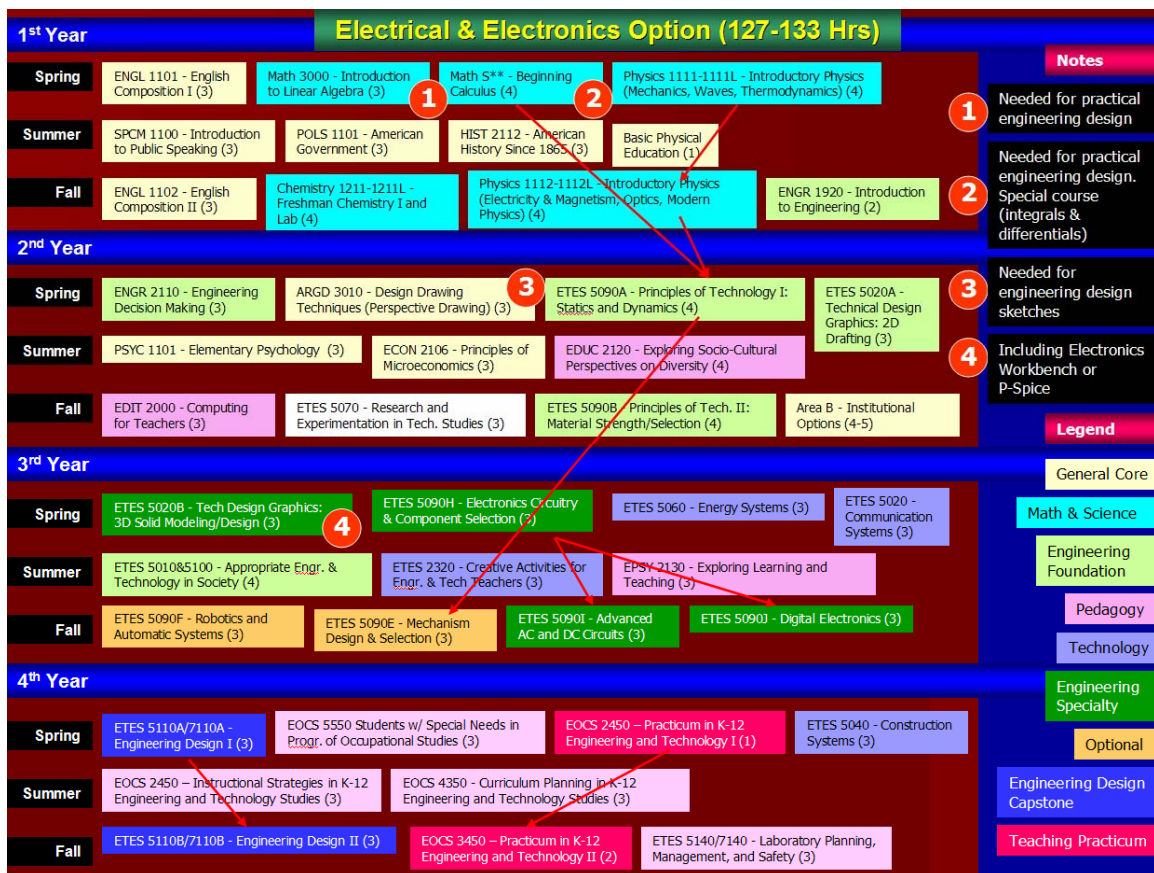 Electrical & Electronics Option (127-133 Hrs)
1st Year
Spring
ENGL 1101 - English
Composition I (3)
Math 3000 - Introduction
to Linear Algebra (3)
1
Math S** - Beginning
Calculus (4)
2
Physics 1111-1111L - Introductory Physics
(Mechanics, Waves, Thermodynamics) (4)
Summer
SPCM 1100 - Introduction
to Public Speaking (3)
POLS 1101 - American
Government (3)
HIST 2112 - American
History Since 1865 (3)
Basic Physical
Education (1)
Fall
ENGL 1102 - English
Composition II (3)
Chemistry 1211-1211L -
Freshman Chemistry I and
Lab (4)
Physics 1112-1112L - Introductory Physics
(Electricity & Magnetism, Optics, Modern
Physics) (4)
ENGR 1920 - Introduction
to Engineering (2)
2nd Year
Spring
ENGR 2110 - Engineering
Decision Making (3)
ARGD 3010 - Design Drawing
Techniques (Perspective Drawing) (3)
3
ETES 5090A - Principles of Technology I:
Statics and Dynamics (4)
ETES 5020A -
Technical Design
Graphics: 2D
Drafting (3)
Summer
PSYC 1101 - Elementary Psychology (3)
ECON 2106 - Principles of
Microeconomics (3)
EDUC 2120 - Exploring Socio-Cultural
Perspectives on Diversity (4)
Fall
EDIT 2000 - Computing
for Teachers (3)
ETES 5070 - Research and
Experimentation in Tech. Studies (3)
ETES 5090B - Principles of Tech. II:
Material Strength/Selection (4)
Area B - Institutional
Options (4-5)
3rd Year
Spring
ETES 5020B - Tech Design Graphics:
3D Solid Modeling/Design (3)
4
ETES 5090H - Electronics Circuitry
& Component Selection (3)
ETES 5060 - Energy Systems (3)
ETES 5020 -
Communication
Systems (3)
Summer
ETES 5010&5100 - Appropriate Engr. &
Technology in Society (4)
ETES 2320 - Creative Activities for
Engr. & Tech Teachers (3)
EPSY 2130 - Exploring Learning and
Teaching (3)
Fall
ETES 5090F - Robotics and
Automatic Systems (3)
ETES 5090E - Mechanism
Design & Selection (3)
ETES 5090I - Advanced
AC and DC Circuits (3)
ETES 5090J - Digital Electronics (3)
4th Year
Spring
ETES 5110A/7110A -
Engineering Design I (3)
EOCS 5550 Students w/ Special Needs in
Progr. of Occupational Studies (3)
EOCS 2450 – Practicum in K-12
Engineering and Technology I (1)
ETES 5040 - Construction
Systems (3)
Summer
EOCS 2450 – Instructional Strategies in K-12
Engineering and Technology Studies (3)
EOCS 4350 - Curriculum Planning in K-12
Engineering and Technology Studies (3)
Fall
ETES 5110B/7110B - Engineering Design II (3)
EOCS 3450 – Practicum in K-12
Engineering and Technology II (2)
ETES 5140/7140 - Laboratory Planning,
Management, and Safety (3)
Notes
1
Needed for practical
engineering design
2
Needed for practical
engineering design.
Special course
(integrals &
differentials)
3
Needed for
engineering design
sketches
4
Including Electronics
Workbench or
P-Spice
Legend
General Core
Math & Science
Engineering
Foundation
Pedagogy
Technology
Engineering
Specialty
Optional
Engineering Design
Capstone
Teaching Practicum